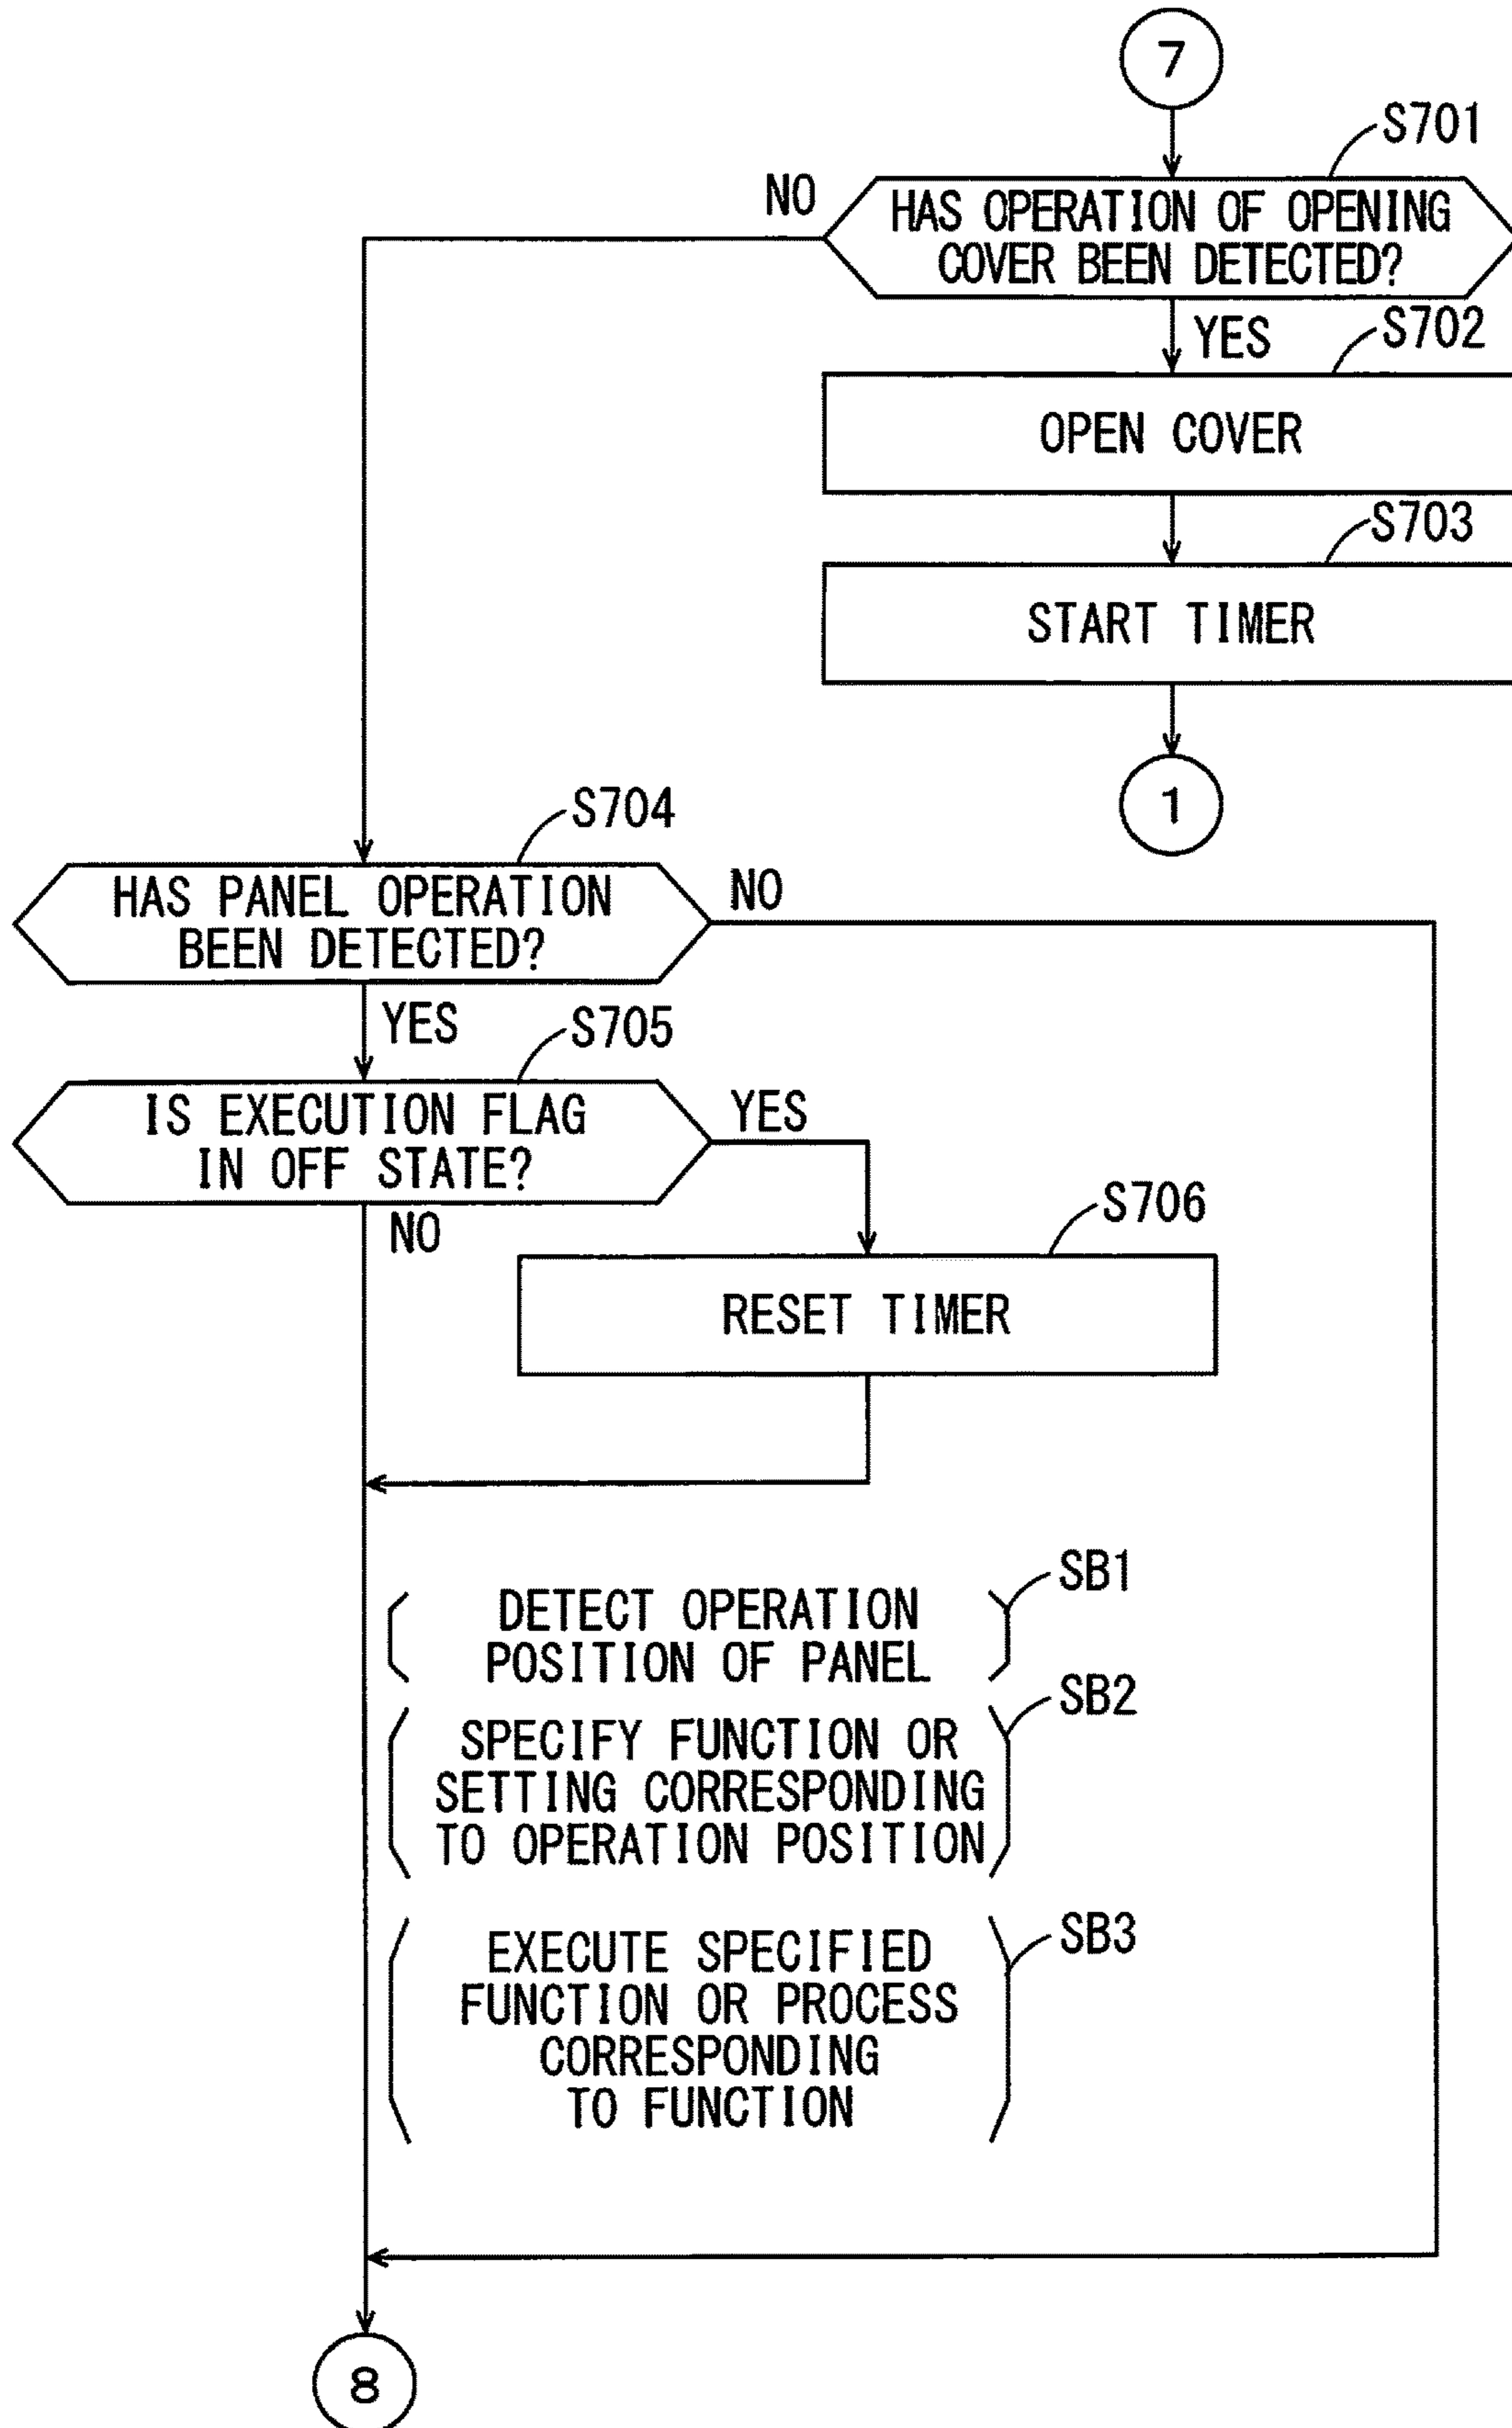 7
S701
NO
HAS OPERATION OF OPENING
COVER BEEN DETECTED?
YES
S702
OPEN COVER
S703
START TIMER
1
S704
HAS PANEL OPERATION
BEEN DETECTED?
NO
YES
S705
IS EXECUTION FLAG
IN OFF STATE?
YES
NO
S706
RESET TIMER
SB1
DETECT OPERATION
POSITION OF PANEL
SB2
SPECIFY FUNCTION OR
SETTING CORRESPONDING
TO OPERATION POSITION
SB3
EXECUTE SPECIFIED
FUNCTION OR PROCESS
CORRESPONDING
TO FUNCTION
8